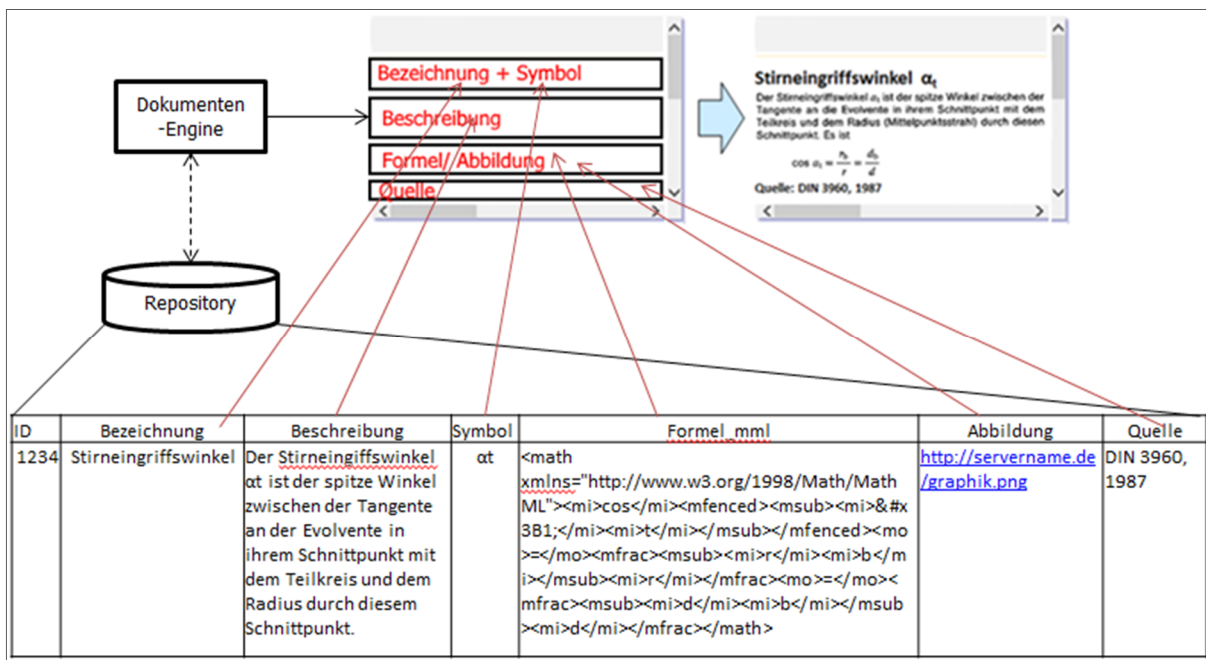 Dokumenten
-Engine
Repository
Bezeichnung + Symbol
Beschreibung
Formel/ Abbildung
Quelle
Stirneingriffswinkel αt
Der Stirneingriffswinkel αt ist der spitze Winkel zwischen der
Tangente an die Evolvente in ihrem Schnittpunkt mit dem
Teilkreis und dem Radius (Mittelpunktsstrahl) durch diesen
Schnittpunkt. Es ist
cos αt = rb/r = db/d
Quelle: DIN 3960, 1987
ID Bezeichnung Beschreibung Symbol Formel_mml Abbildung Quelle
1234
Stirneingriffswinkel
Der Stirneingiffswinkel
αt ist der spitze Winkel
zwischen der Tangente
an der Evolvente in
ihrem Schnittpunkt mit
dem Teilkreis und dem
Radius durch diesem
Schnittpunkt.
αt
<math
xmlns="http://www.w3.org/1998/Math/Math
ML"><mi>cos</mi><mfenced><msub><mi>&#x
3B1;</mi><mi>t</mi></msub></mfenced><mo
>=</mo><mfrac><msub><mi>r</mi><mi>b</m
i></msub><mi>r</mi></mfrac><mo>=</mo><
mfrac><msub><mi>d</mi><mi>b</mi></msub
><mi>d</mi></mfrac></math>
http://servername.de
/graphik.png
DIN 3960,
1987